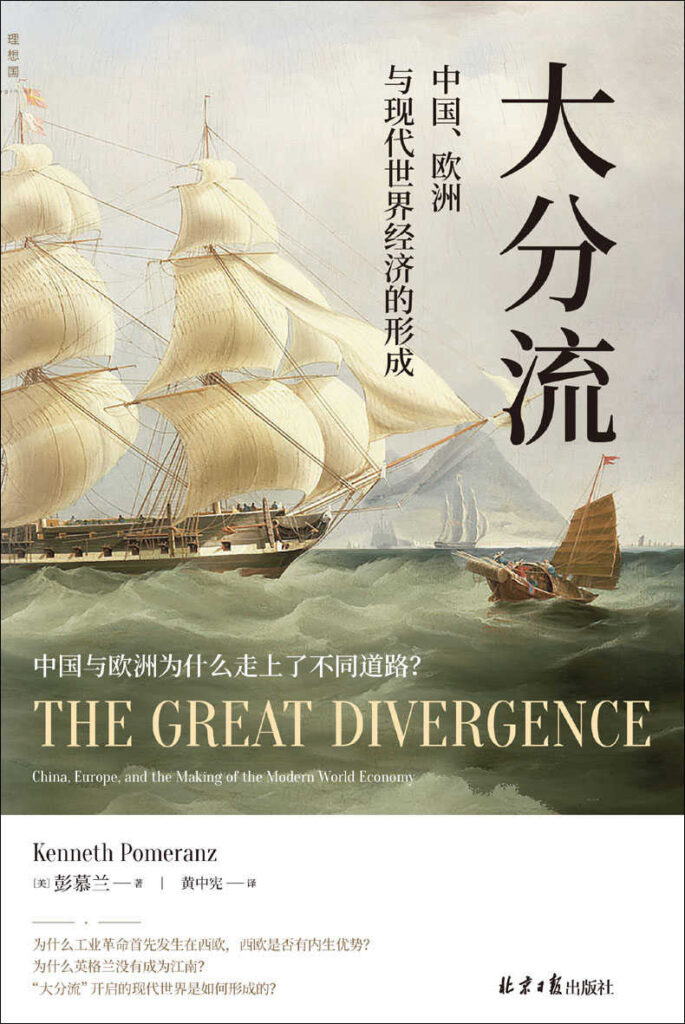 理想国
大分流
中国、欧洲
与现代世界经济的形成
中国与欧洲为什么走上了不同道路？
THE GREAT DIVERGENCE
China, Europe, and the Making of the Modern World Economy
Kenneth Pomeranz
[美] 彭慕兰 — 著 | 黄中宪 — 译
为什么工业革命首先发生在西欧，西欧是否有内生优势？
为什么英格兰没有成为江南？
“大分流”开启的现代世界是如何形成的？
北京日报出版社